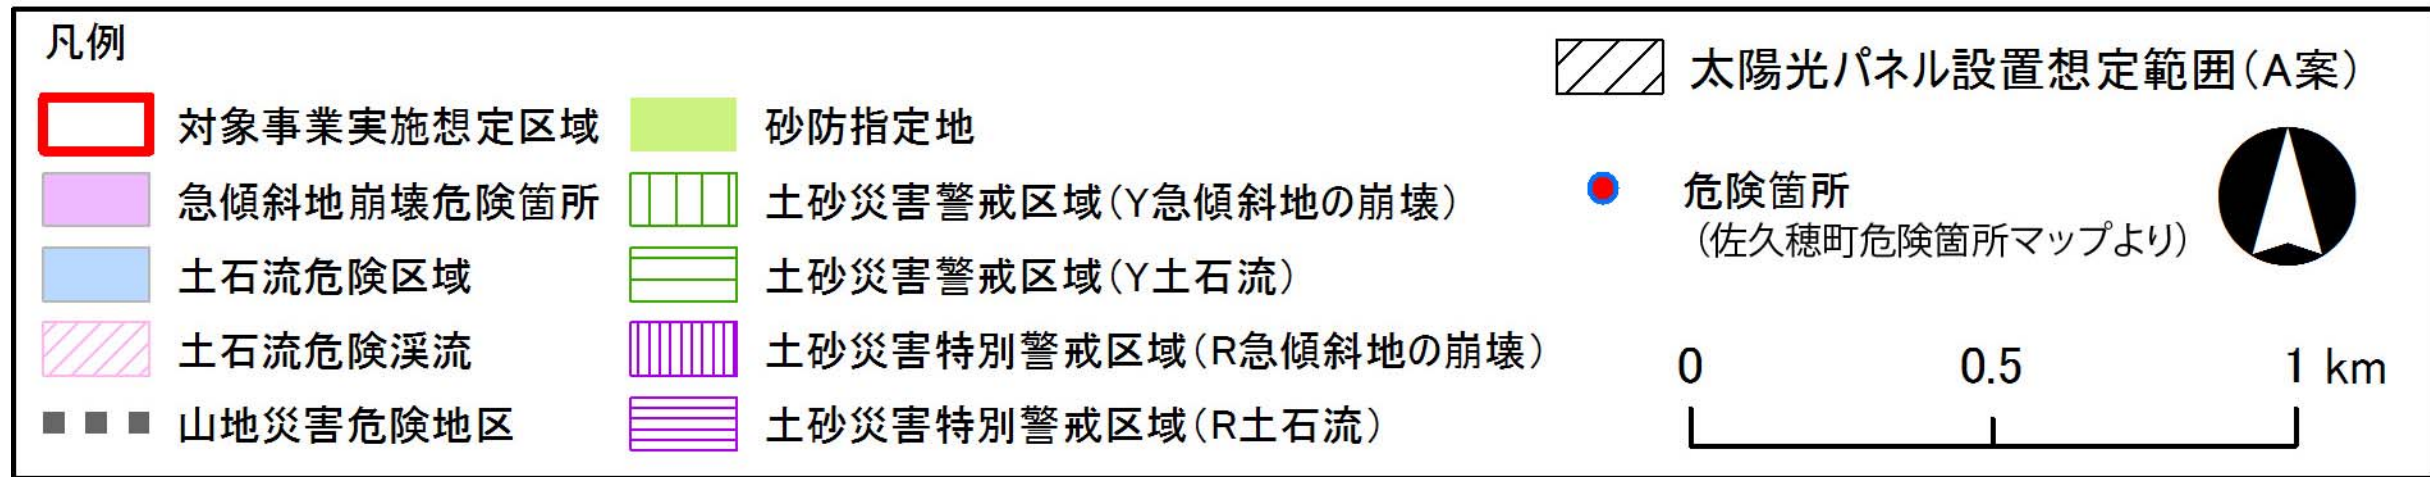 凡例
対象事業実施想定区域
急傾斜地崩壊危険箇所
土石流危険区域
土石流危険渓流
山地災害危険地区
砂防指定地
土砂災害警戒区域(Y急傾斜地の崩壊)
土砂災害警戒区域(Y土石流)
土砂災害特別警戒区域(R急傾斜地の崩壊)
土砂災害特別警戒区域(R土石流)
太陽光パネル設置想定範囲(A案)
危険箇所
(佐久穂町危険箇所マップより)
0 0.5 1 km